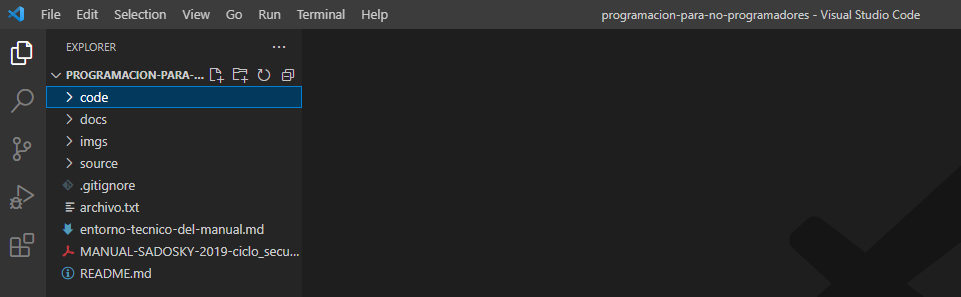 File Edit Selection View Go Run Terminal Help programacion-para-no-programadores - Visual Studio Code
EXPLORER ...
PROGRAMACION-PARA-...
code
docs
imgs
source
.gitignore
archivo.txt
entorno-tecnico-del-manual.md
MANUAL-SADOSKY-2019-ciclo_secu...
README.md